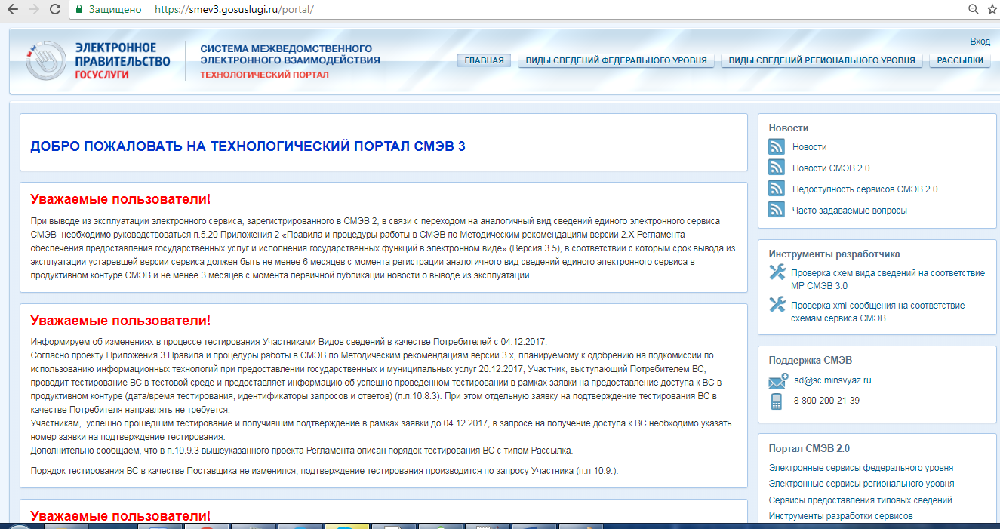 Защищено
https://smev3.gosuslugi.ru/portal/
ЭЛЕКТРОННОЕ
ПРАВИТЕЛЬСТВО
ГОСУСЛУГИ
СИСТЕМА МЕЖВЕДОМСТВЕННОГО
ЭЛЕКТРОННОГО ВЗАИМОДЕЙСТВИЯ
ТЕХНОЛОГИЧЕСКИЙ ПОРТАЛ
Вход
ГЛАВНАЯ
ВИДЫ СВЕДЕНИЙ ФЕДЕРАЛЬНОГО УРОВНЯ
ВИДЫ СВЕДЕНИЙ РЕГИОНАЛЬНОГО УРОВНЯ
РАССЫЛКИ
ДОБРО ПОЖАЛОВАТЬ НА ТЕХНОЛОГИЧЕСКИЙ ПОРТАЛ СМЭВ 3
Уважаемые пользователи!
При выводе из эксплуатации электронного сервиса, зарегистрированного в СМЭВ 2, в связи с переходом на аналогичный вид сведений единого электронного сервиса
СМЭВ необходимо руководствоваться п.5.20 Приложения 2 «Правила и процедуры работы в СМЭВ по Методическим рекомендациям версии 2.X Регламента
обеспечения предоставления государственных услуг и исполнения государственных функций в электронном виде» (Версия 3.5), в соответствии с которым срок вывода из
эксплуатации устаревшей версии сервиса должен быть не менее 6 месяцев с момента регистрации аналогичного вид сведений единого электронного сервиса в
продуктивном контуре СМЭВ и не менее 3 месяцев с момента первичной публикации новости о выводе из эксплуатации.
Уважаемые пользователи!
Информируем об изменениях в процессе тестирования Участниками Видов сведений в качестве Потребителей с 04.12.2017.
Согласно проекту Приложения 3 Правила и процедуры работы в СМЭВ по Методическим рекомендациям версии 3.x, планируемому к одобрению на подкомиссии по
использованию информационных технологий при предоставлении государственных и муниципальных услуг 20.12.2017, Участник, выступающий Потребителем ВС,
проводит тестирование ВС в тестовой среде и предоставляет информацию об успешно проведенном тестировании в рамках заявки на предоставление доступа к ВС в
продуктивном контуре (дата/время тестирования, идентификаторы запросов и ответов) (п.п.10.8.3). При этом отдельную заявку на подтверждение тестирования ВС в
качестве Потребителя направлять не требуется.
Участникам, успешно прошедшим тестирование и получившим подтверждение в рамках заявки до 04.12.2017, в запросе на получение доступа к ВС необходимо указать
номер заявки на подтверждение тестирования.
Дополнительно сообщаем, что в п.10.9.3 вышеуказанного проекта Регламента описан порядок тестирования ВС с типом Рассылка.
Порядок тестирования ВС в качестве Поставщика не изменился, подтверждение тестирования производится по запросу Участника (п.п 10.9.).
Уважаемые пользователи!
Новости
Новости
Новости СМЭВ 2.0
Недоступность сервисов СМЭВ 2.0
Часто задаваемые вопросы
Инструменты разработчика
Проверка схем вида сведений на соответствие
МР СМЭВ 3.0
Проверка xml-сообщения на соответствие
схемам сервиса СМЭВ
Поддержка СМЭВ
sd@sc.minsvyaz.ru
8-800-200-21-39
Портал СМЭВ 2.0
Электронные сервисы федерального уровня
Электронные сервисы регионального уровня
Сервисы предоставления типовых сведений
Инструменты разработки сервисов